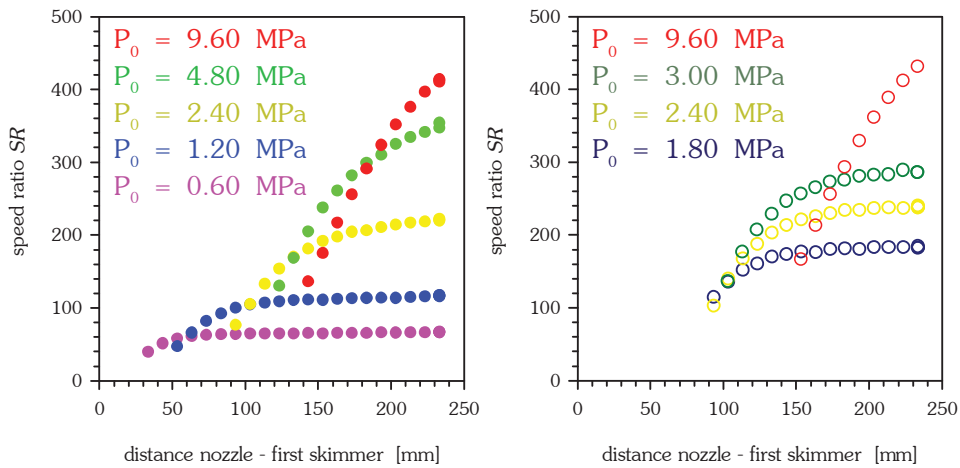 500
400
300
200
100
0
0 50 100 150 200 250
speed ratio SR
distance nozzle - first skimmer [mm]
P₀ = 9.60 MPa
P₀ = 4.80 MPa
P₀ = 2.40 MPa
P₀ = 1.20 MPa
P₀ = 0.60 MPa
500
400
300
200
100
0
0 50 100 150 200 250
speed ratio SR
distance nozzle - first skimmer [mm]
P₀ = 9.60 MPa
P₀ = 3.00 MPa
P₀ = 2.40 MPa
P₀ = 1.80 MPa